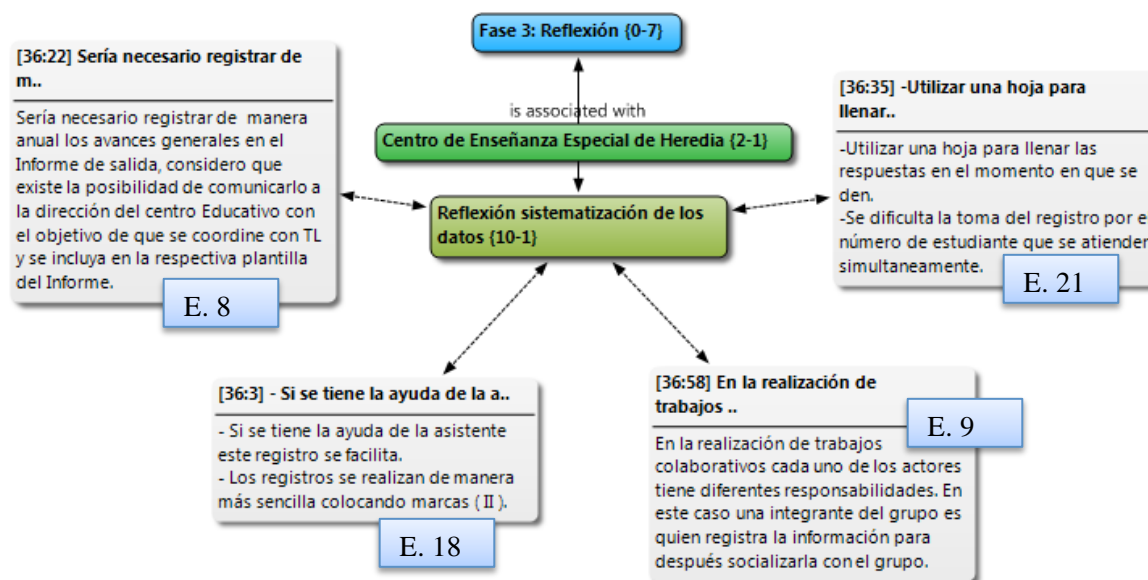 Fase 3: Reflexión {0-7}
is associated with
Centro de Enseñanza Especial de Heredia {2-1}
Reflexión sistematización de los
datos {10-1}
[36:22] Sería necesario registrar de
m..
Sería necesario registrar de manera
anual los avances generales en el
Informe de salida, considero que
existe la posibilidad de comunicarlo a
la dirección del centro Educativo con
el objetivo de que se coordine con TL
y se incluya en la respectiva plantilla
del Informe.
E. 8
[36:35] -Utilizar una hoja para
llenar..
-Utilizar una hoja para llenar las
respuestas en el momento en que se
den.
-Se dificulta la toma del registro por e
número de estudiante que se atienden
simultaneamente.
E. 21
[36:3] - Si se tiene la ayuda de la a..
- Si se tiene la ayuda de la asistente
este registro se facilita.
- Los registros se realizan de manera
más sencilla colocando marcas ( II ).
E. 18
[36:58] En la realización de
trabajos ..
E. 9
En la realización de trabajos
colaborativos cada uno de los actores
tiene diferentes responsabilidades. En
este caso una integrante del grupo es
quien registra la información para
después socializarla con el grupo.